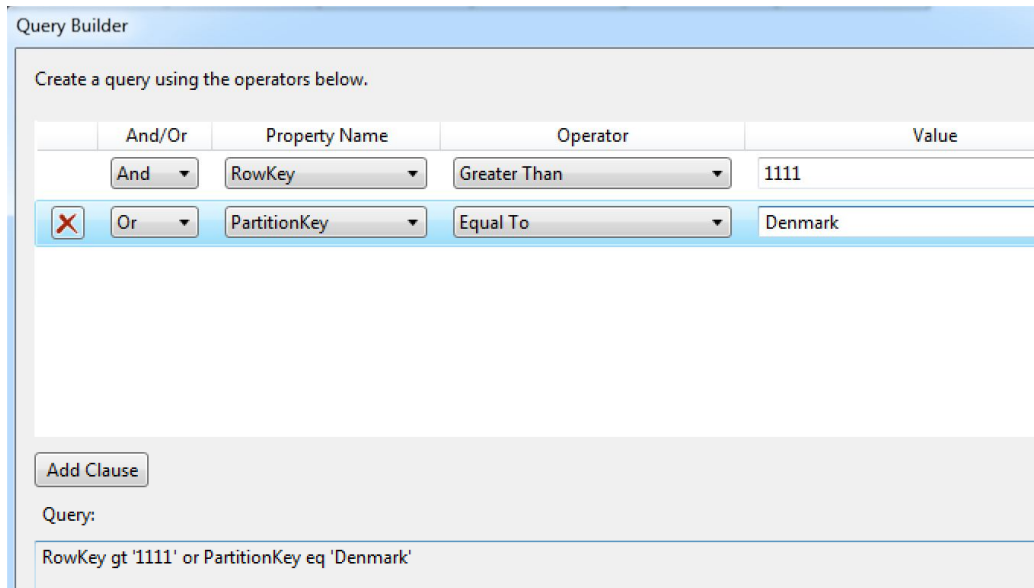 Query Builder
Create a query using the operators below.
And/Or Property Name Operator Value
And RowKey Greater Than 1111
Or PartitionKey Equal To Denmark
Add Clause
Query:
RowKey gt '1111' or PartitionKey eq 'Denmark'